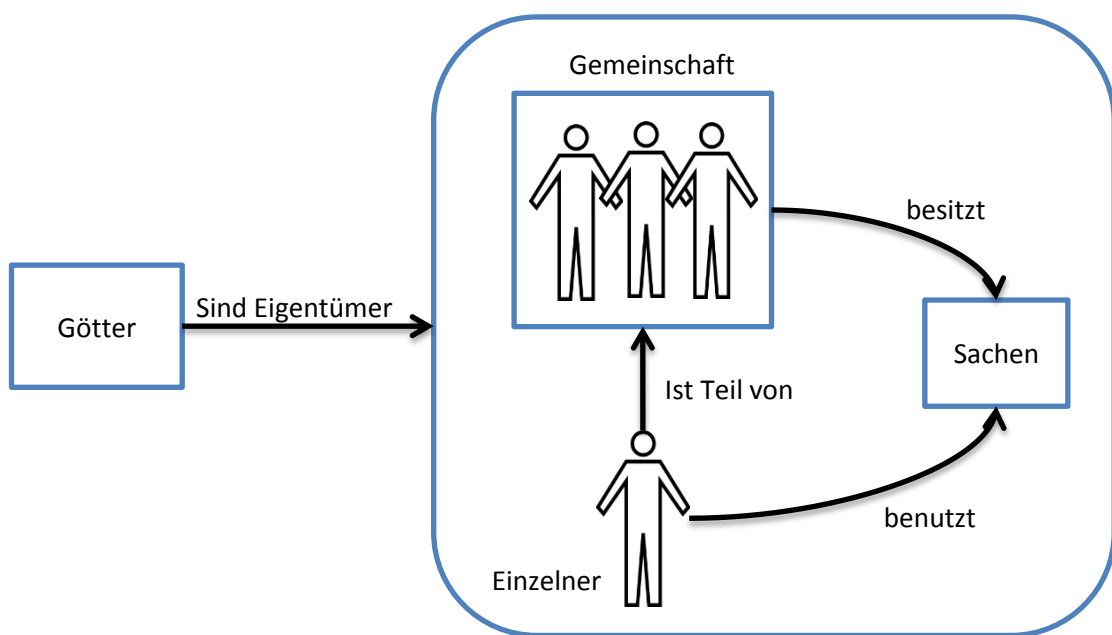 Gemeinschaft
besitzt
Götter
Sind Eigentümer
Sachen
Ist Teil von
benutzt
Einzelner